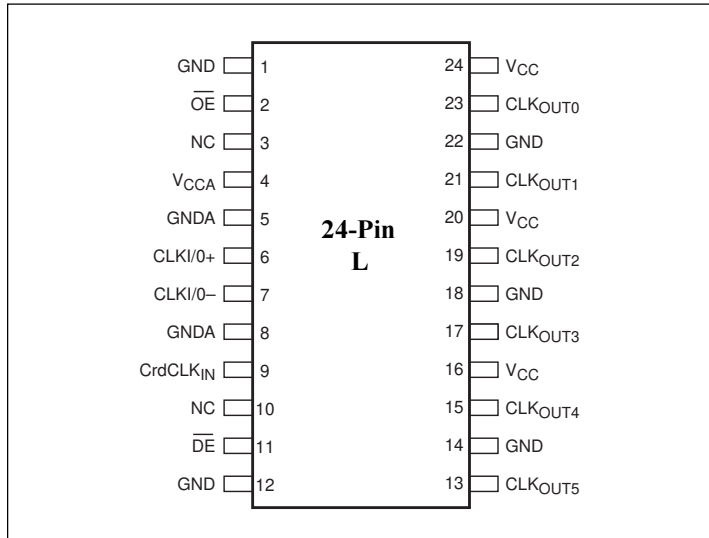 GND 1 24 VCC
OE 2 23 CLKOUT0
NC 3 22 GND
VCCA 4 21 CLKOUT1
GNDA 5 20 VCC
24-Pin
L
CLKI/0+ 6 19 CLKOUT2
CLKI/0– 7 18 GND
GNDA 8 17 CLKOUT3
CrdCLKIN 9 16 VCC
NC 10 15 CLKOUT4
DE 11 14 GND
GND 12 13 CLKOUT5